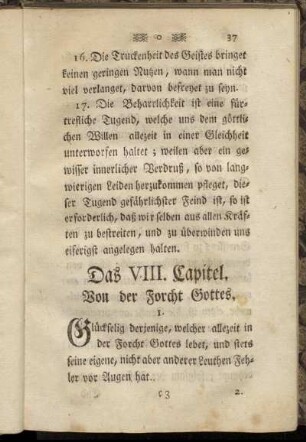 o 37
16. Die Truckenheit des Geistes bringet
keinen geringen Nutzen, wann man nicht
viel verlanget, darvon befreyet zu seyn.
17. Die Beharrlichkeit ist eine für-
trefliche Tugend, welche uns dem göttli-
chen Willen allezeit in einer Gleichheit
unterworfen haltet; weilen aber ein ge-
wisser innerlicher Verdruß, so von lang-
wierigen Leiden herzukommen pfleget, die-
ser Tugend gefährlichster Feind ist, so ist
erforderlich, daß wir selben aus allen Kräf-
ten zu bestreiten, und zu überwinden uns
eiferigst angelegen halten.
Das VIII. Capitel.
Von der Forcht Gottes.
1.
Glückselig derjenige, welcher allezeit in
der Forcht Gottes lebet, und stets
seine eigene, nicht aber anderer Leuthen Feh-
ler vor Augen hat.
c3 2.